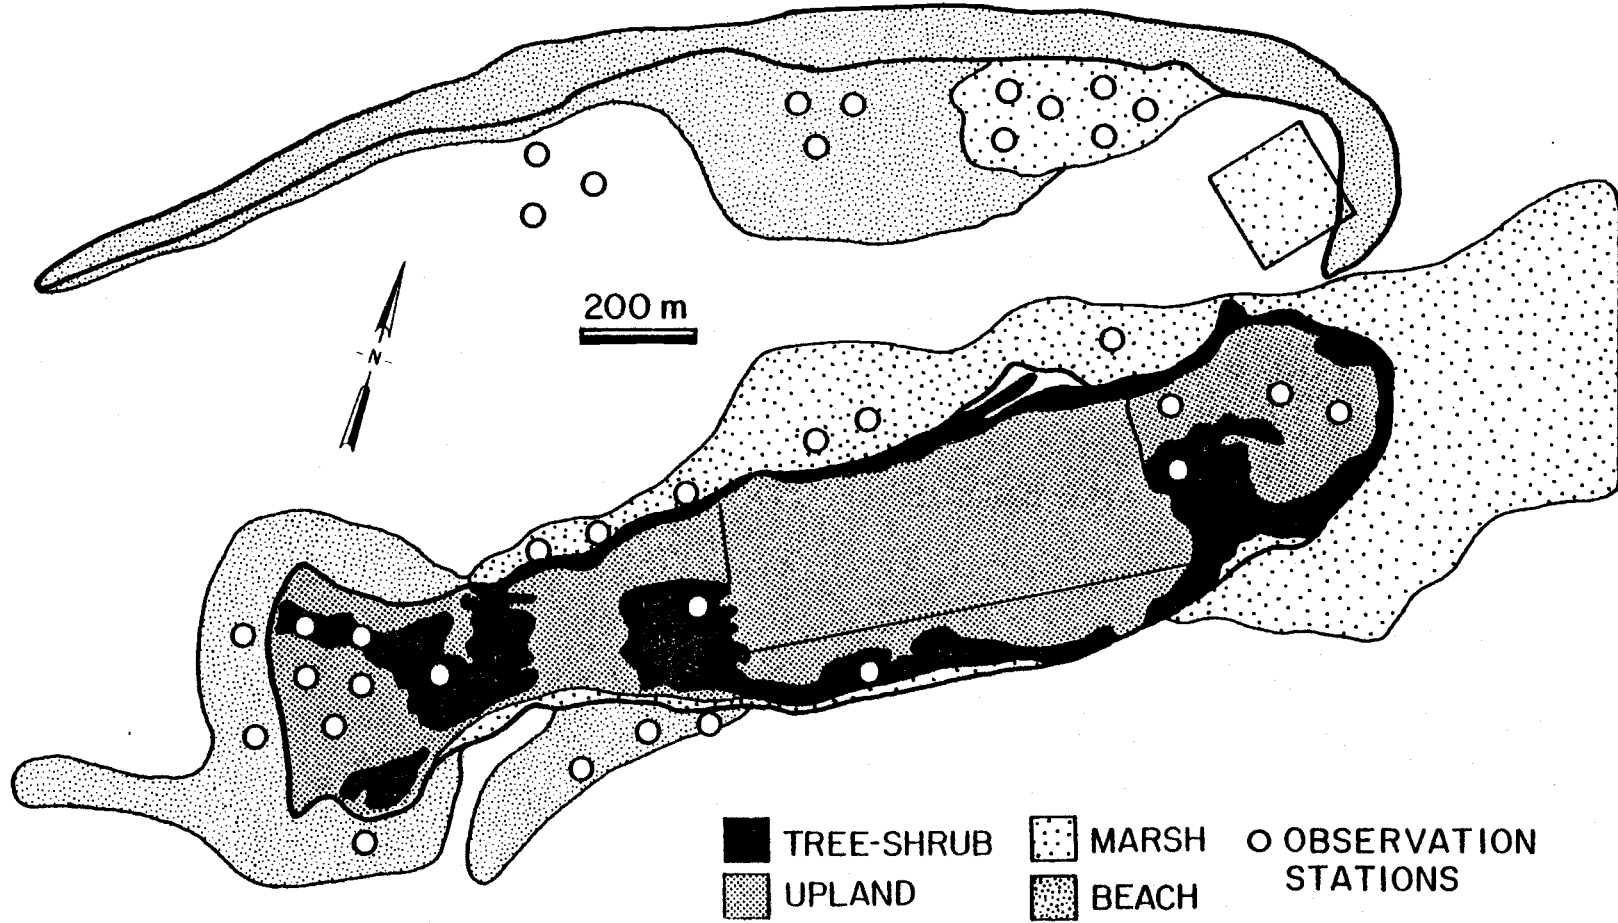 200 m
-N-
TREE-SHRUB
UPLAND
MARSH
BEACH
OBSERVATION
STATIONS